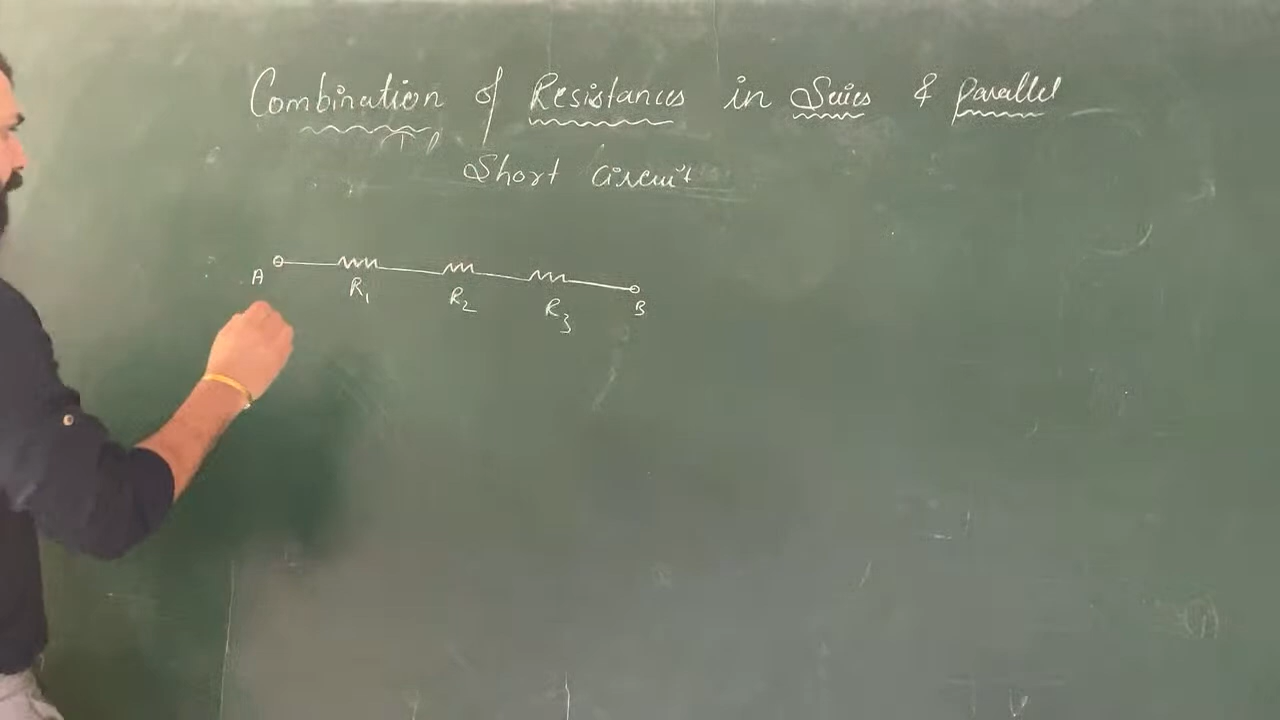 Combination of Resistances in Series & parallel
Short Circuit
A R1 R2 R3 B